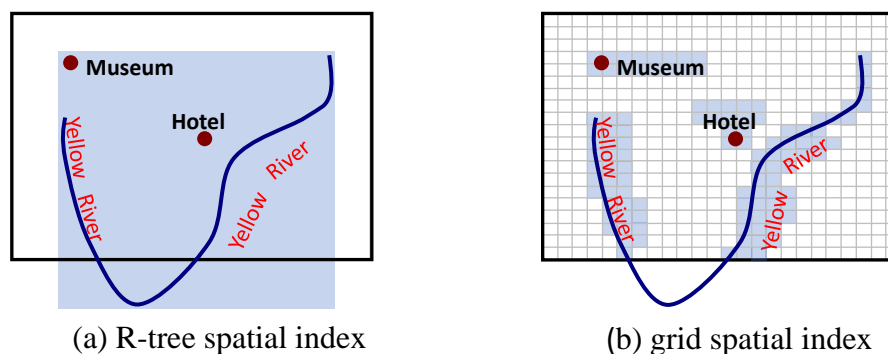 Museum
Hotel
Yellow River
Yellow River
(a) R-tree spatial index
Museum
Hotel
Yellow River
Yellow River
(b) grid spatial index